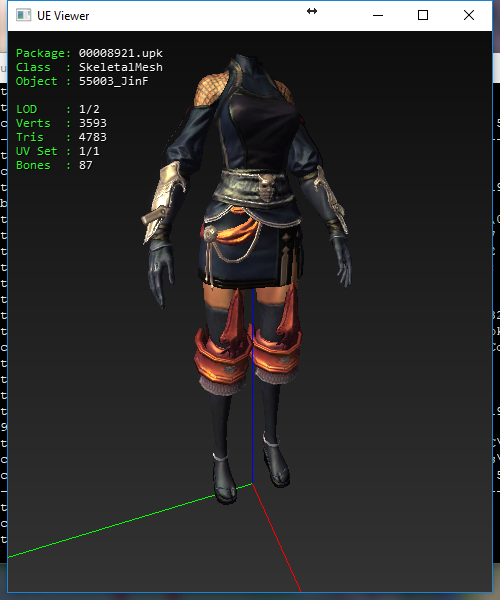 UE Viewer
Package: 00008921.upk
Class : SkeletalMesh
Object : 55003_JinF
LOD : 1/2
Verts : 3593
Tris : 4783
UV Set : 1/1
Bones : 87